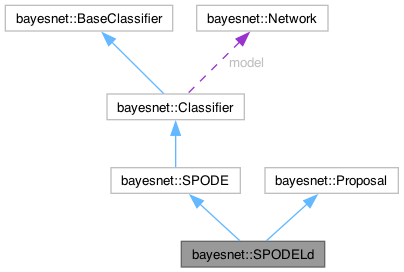 bayesnet::BaseClassifier
bayesnet::Network
model
bayesnet::Classifier
bayesnet::SPODE
bayesnet::Proposal
bayesnet::SPODELd